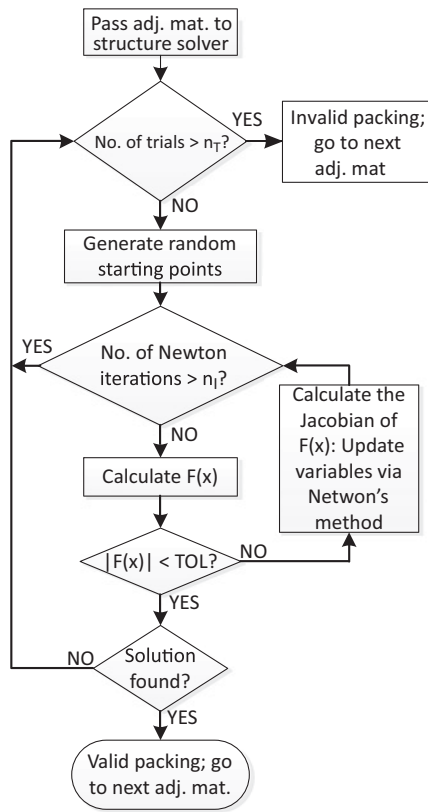 Pass adj. mat. to
structure solver
No. of trials > nT?
YES
Invalid packing;
go to next
adj. mat
NO
Generate random
starting points
YES
No. of Newton
iterations > nI?
NO
Calculate the
Jacobian of
F(x): Update
variables via
Netwon's
method
Calculate F(x)
|F(x)| < TOL?
NO
YES
NO
Solution
found?
YES
Valid packing; go
to next adj. mat.